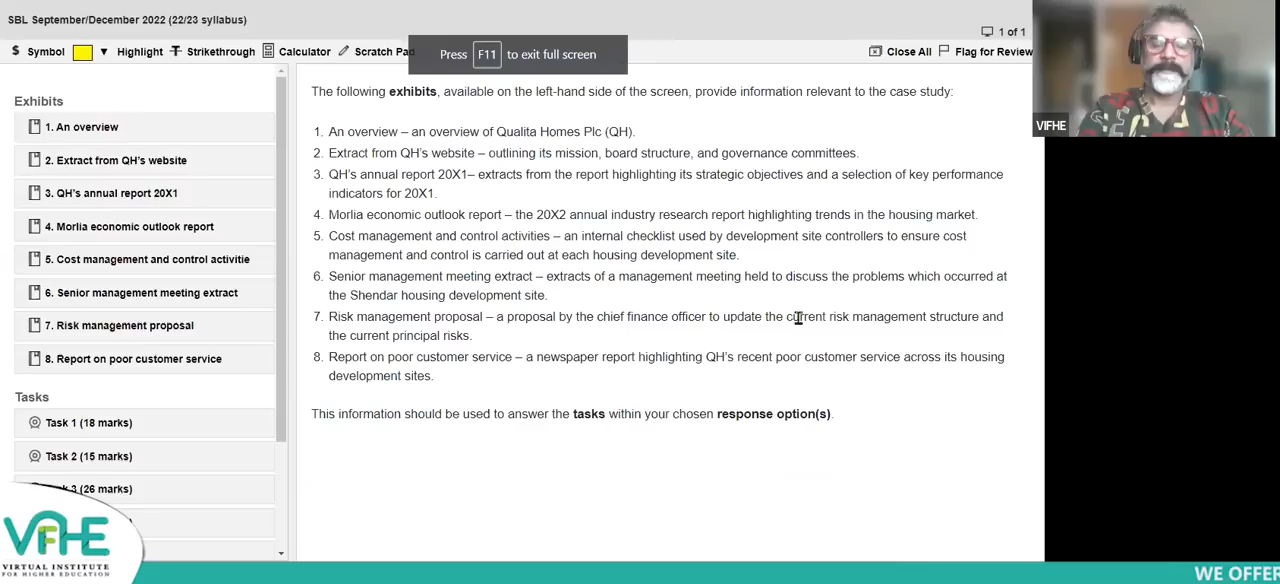 SBL September/December 2022 (22/23 syllabus)
1 of 1
$ Symbol Highlight Strikethrough Calculator Scratch Pad
Press F11 to exit full screen
Close All Flag for Review
VIFHE
Exhibits
1. An overview
2. Extract from QH's website
3. QH's annual report 20X1
4. Morlia economic outlook report
5. Cost management and control activitie
6. Senior management meeting extract
7. Risk management proposal
8. Report on poor customer service
Tasks
Task 1 (18 marks)
Task 2 (15 marks)
3 (26 marks)
The following exhibits, available on the left-hand side of the screen, provide information relevant to the case study:
1. An overview – an overview of Qualita Homes Plc (QH).
2. Extract from QH's website – outlining its mission, board structure, and governance committees.
3. QH's annual report 20X1– extracts from the report highlighting its strategic objectives and a selection of key performance
indicators for 20X1.
4. Morlia economic outlook report – the 20X2 annual industry research report highlighting trends in the housing market.
5. Cost management and control activities – an internal checklist used by development site controllers to ensure cost
management and control is carried out at each housing development site.
6. Senior management meeting extract – extracts of a management meeting held to discuss the problems which occurred at
the Shendar housing development site.
7. Risk management proposal – a proposal by the chief finance officer to update the current risk management structure and
the current principal risks.
8. Report on poor customer service – a newspaper report highlighting QH's recent poor customer service across its housing
development sites.
This information should be used to answer the tasks within your chosen response option(s).
VIFHE
VIRTUAL INSTITUTE
FOR HIGHER EDUCATION
WE OFFER